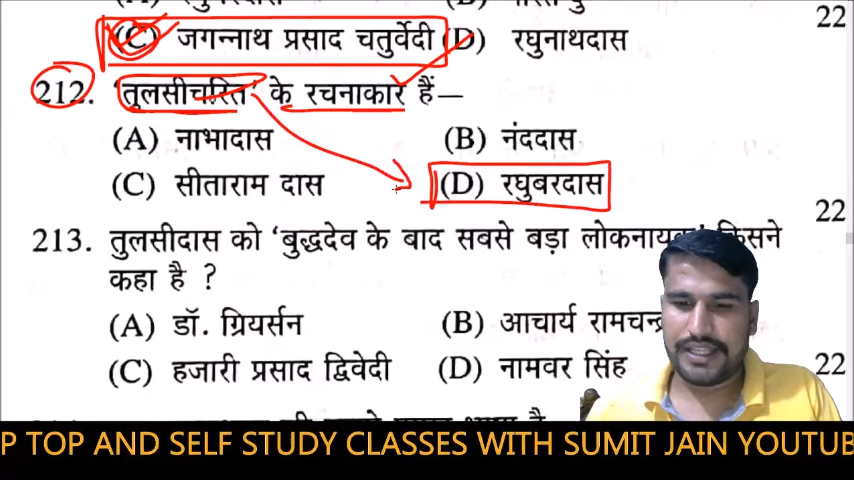 (C) जगन्नाथ प्रसाद चतुर्वेदी (D) रघुनाथदास
22
212. 'तुलसीचरित' के रचनाकार हैं—
(A) नाभादास (B) नंददास
(C) सीताराम दास (D) रघुबरदास
22
213. तुलसीदास को 'बुद्धदेव के बाद सबसे बड़ा लोकनायक' किसने
कहा है ?
(A) डॉ. ग्रियर्सन (B) आचार्य रामचन्द्र
(C) हजारी प्रसाद द्विवेदी (D) नामवर सिंह
22
P TOP AND SELF STUDY CLASSES WITH SUMIT JAIN YOUTUB